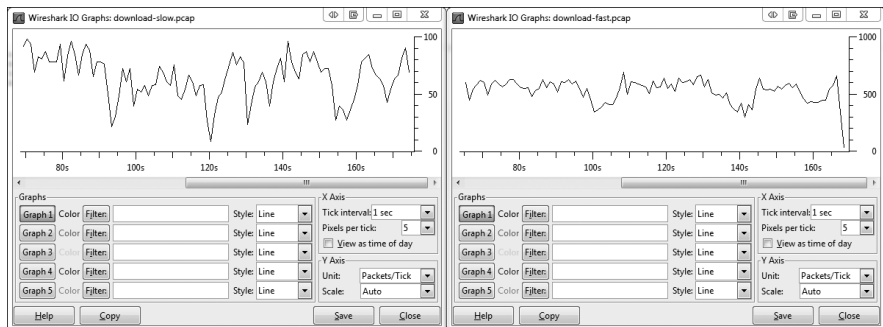 Wireshark IO Graphs: download-slow.pcap
100
50
0
80s 100s 120s 140s 160s
Graphs
Graph 1 Color Filter: Style: Line
Graph 2 Color Filter: Style: Line
Graph 3 Color Filter: Style: Line
Graph 4 Color Filter: Style: Line
Graph 5 Color Filter: Style: Line
X Axis
Tick interval: 1 sec
Pixels per tick: 5
View as time of day
Y Axis
Unit: Packets/Tick
Scale: Auto
Help Copy Save Close
Wireshark IO Graphs: download-fast.pcap
1000
500
0
80s 100s 120s 140s 160s
Graphs
Graph 1 Color Filter: Style: Line
Graph 2 Color Filter: Style: Line
Graph 3 Color Filter: Style: Line
Graph 4 Color Filter: Style: Line
Graph 5 Color Filter: Style: Line
X Axis
Tick interval: 1 sec
Pixels per tick: 5
View as time of day
Y Axis
Unit: Packets/Tick
Scale: Auto
Help Copy Save Close